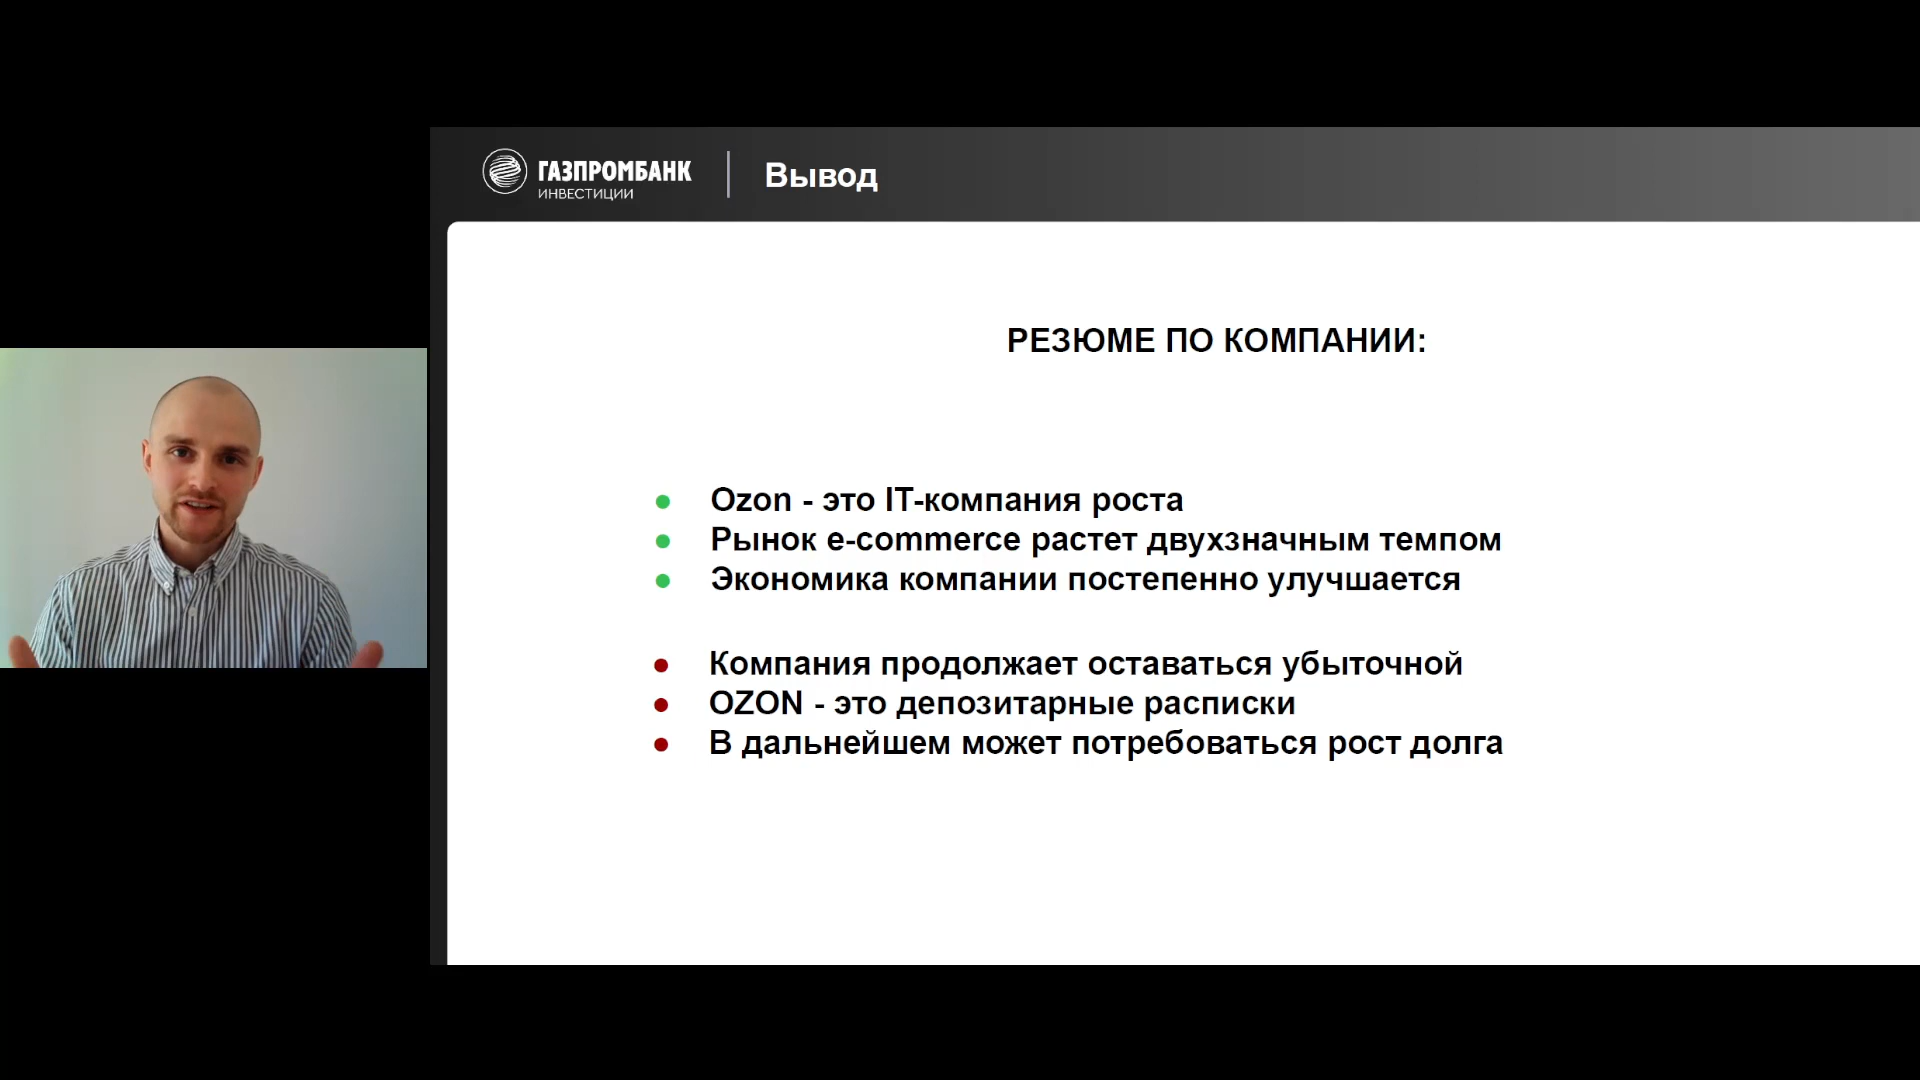 ГАЗПРОМБАНК
ИНВЕСТИЦИИ
Вывод
РЕЗЮМЕ ПО КОМПАНИИ:
Ozon - это IT-компания роста
Рынок e-commerce растет двухзначным темпом
Экономика компании постепенно улучшается
Компания продолжает оставаться убыточной
OZON - это депозитарные расписки
В дальнейшем может потребоваться рост долга